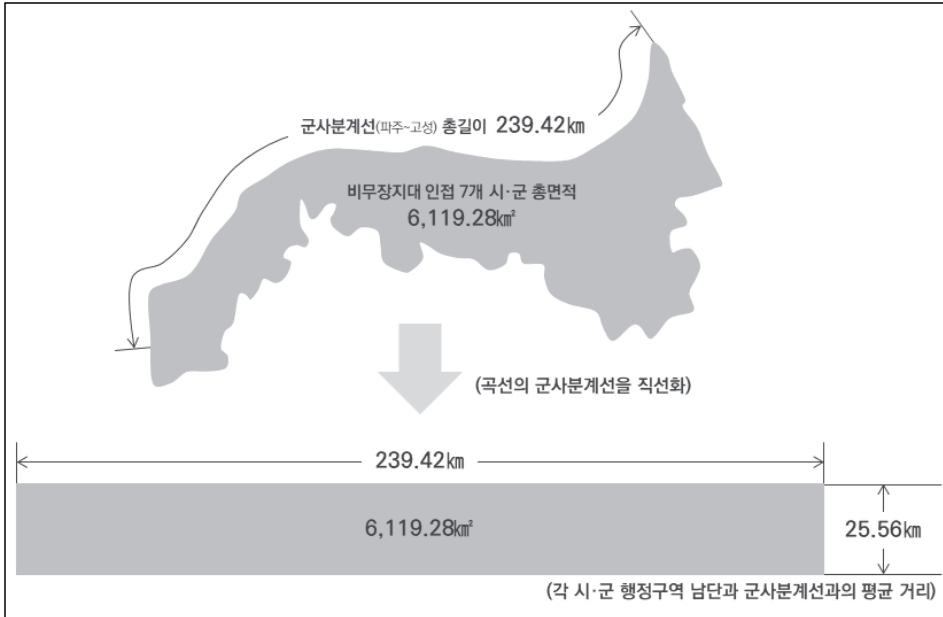 군사분계선(파주~고성) 총길이 239.42㎞
비무장지대 인접 7개 시·군 총면적
6,119.28㎢
(곡선의 군사분계선을 직선화)
239.42㎞
6,119.28㎢
25.56㎞
(각 시·군 행정구역 남단과 군사분계선과의 평균 거리)